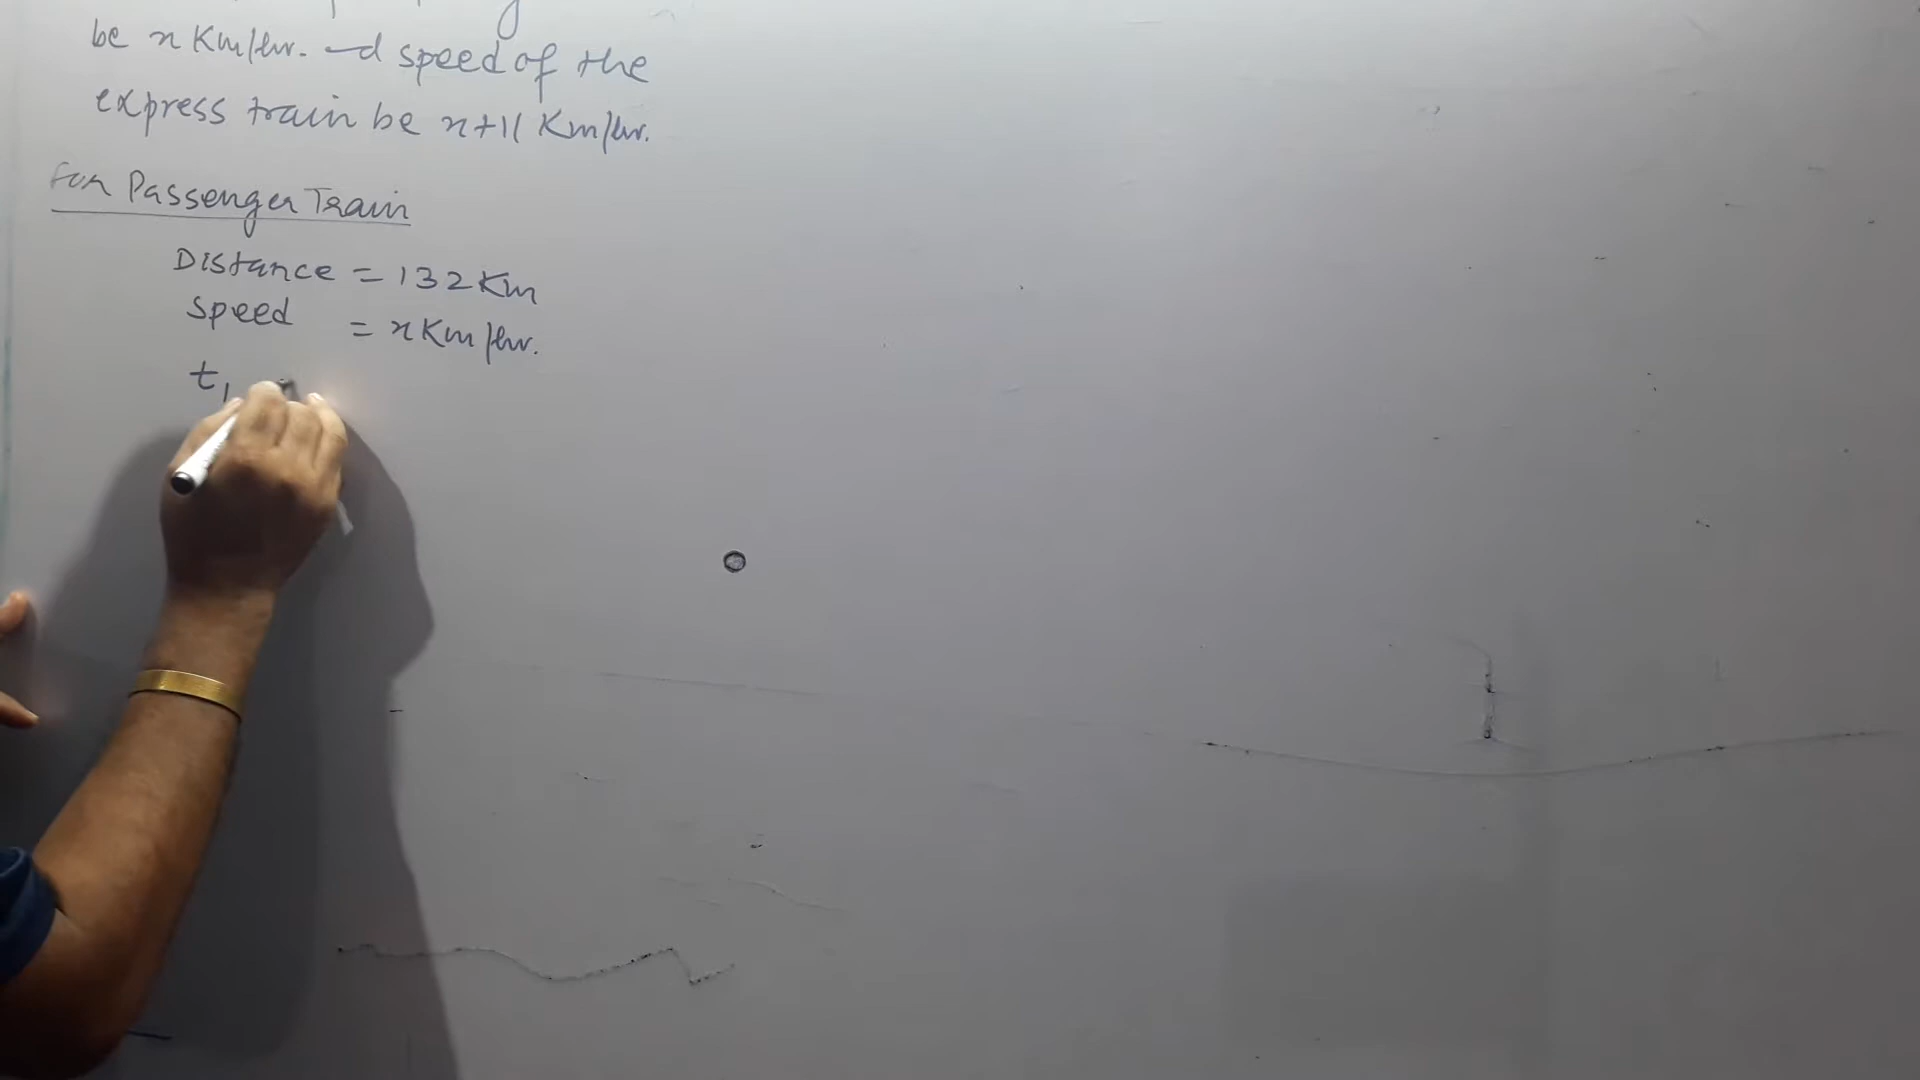 be x Km/hr. and speed of the
express train be x+11 Km/hr.
For Passenger Train
Distance = 132 Km
Speed = x Km/hr.
t₁